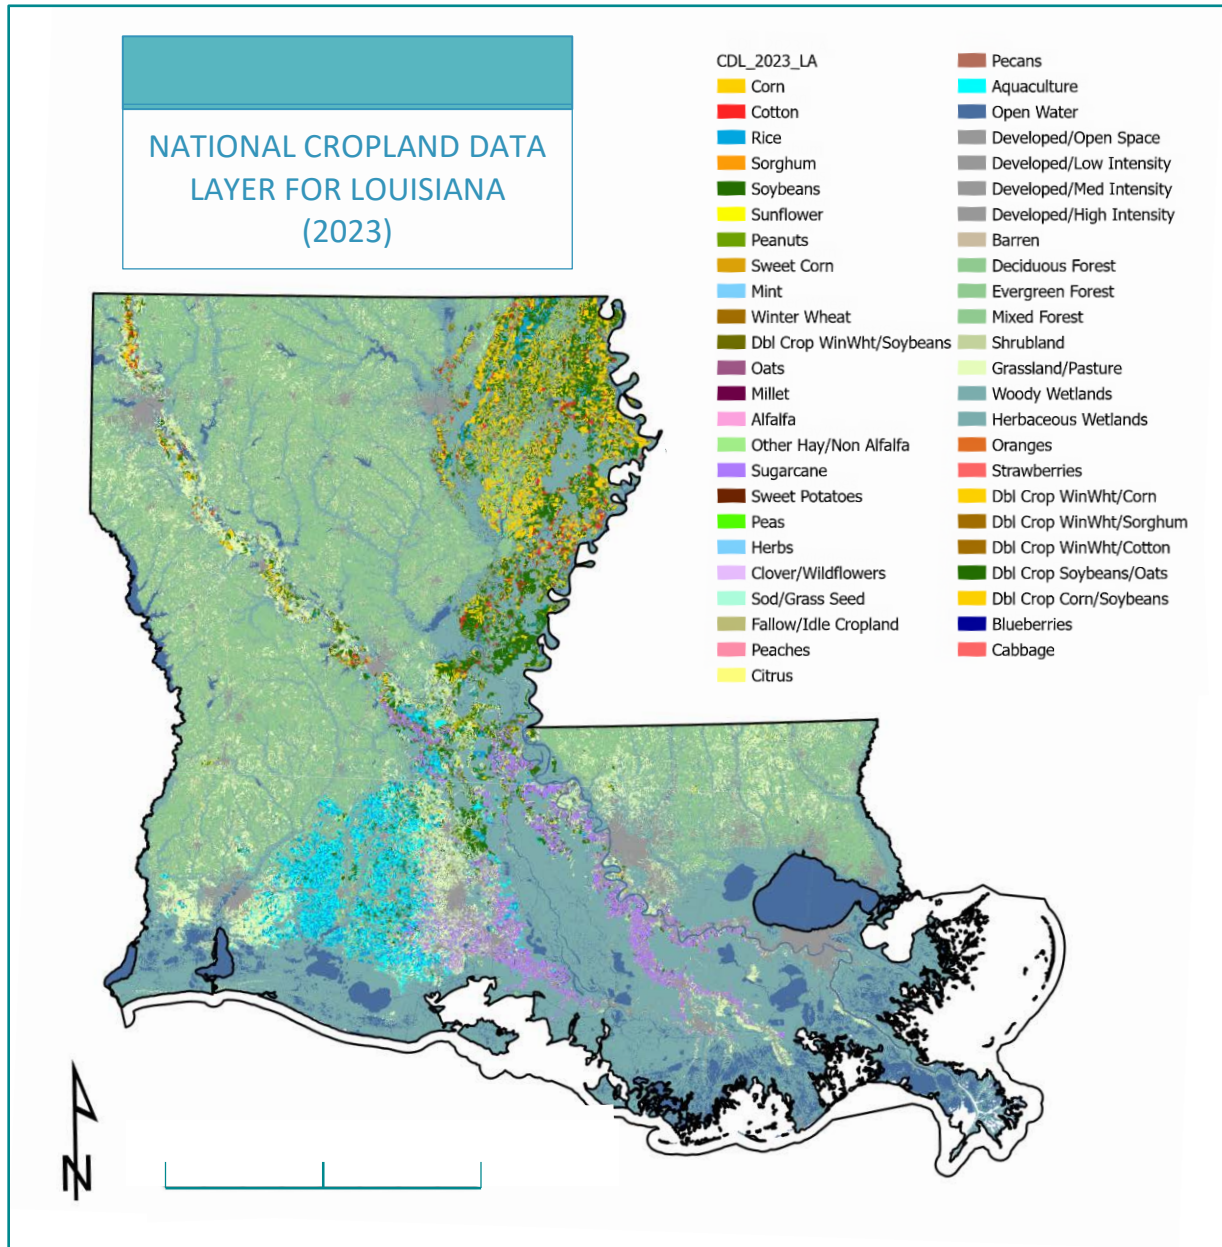 NATIONAL CROPLAND DATA
LAYER FOR LOUISIANA
(2023)
CDL_2023_LA
Corn
Cotton
Rice
Sorghum
Soybeans
Sunflower
Peanuts
Sweet Corn
Mint
Winter Wheat
Dbl Crop WinWht/Soybeans
Oats
Millet
Alfalfa
Other Hay/Non Alfalfa
Sugarcane
Sweet Potatoes
Peas
Herbs
Clover/Wildflowers
Sod/Grass Seed
Fallow/Idle Cropland
Peaches
Citrus
Pecans
Aquaculture
Open Water
Developed/Open Space
Developed/Low Intensity
Developed/Med Intensity
Developed/High Intensity
Barren
Deciduous Forest
Evergreen Forest
Mixed Forest
Shrubland
Grassland/Pasture
Woody Wetlands
Herbaceous Wetlands
Oranges
Strawberries
Dbl Crop WinWht/Corn
Dbl Crop WinWht/Sorghum
Dbl Crop WinWht/Cotton
Dbl Crop Soybeans/Oats
Dbl Crop Corn/Soybeans
Blueberries
Cabbage
N